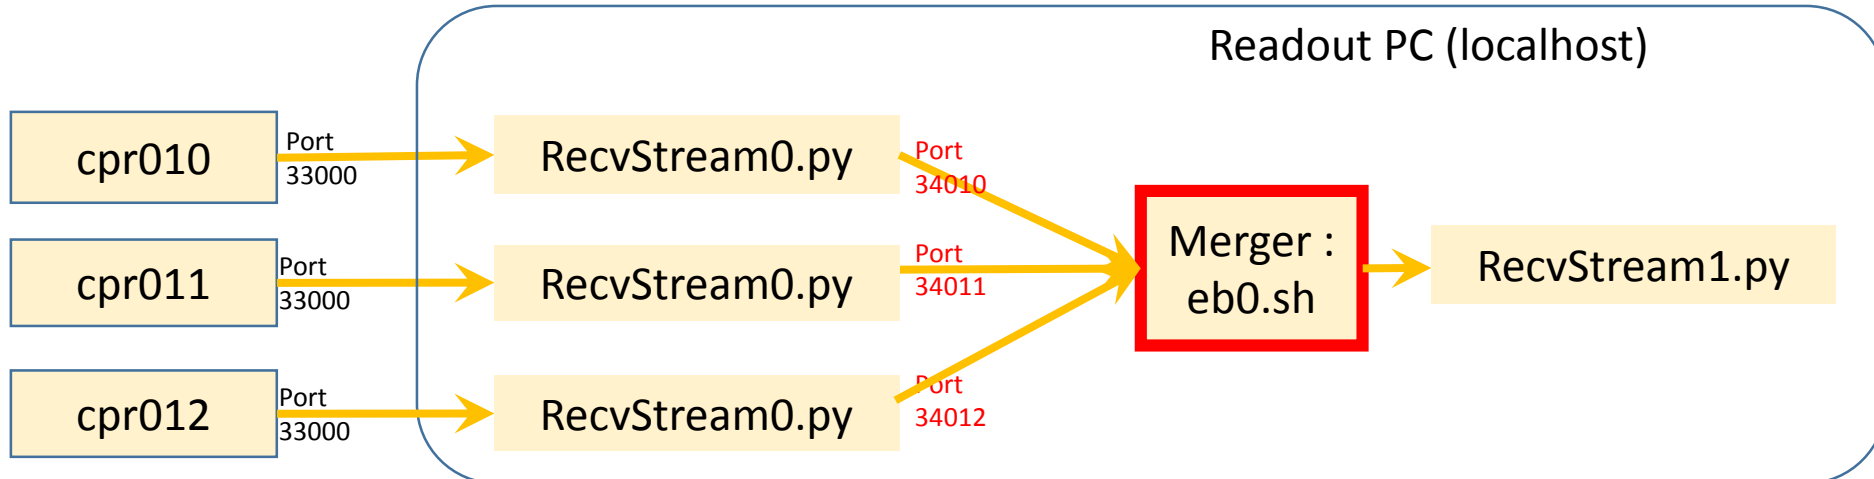 Readout PC (localhost)
cpr010
Port
33000
RecvStream0.py
Port
34010
cpr011
Port
33000
RecvStream0.py
Port
34011
Merger :
eb0.sh
RecvStream1.py
cpr012
Port
33000
RecvStream0.py
Port
34012